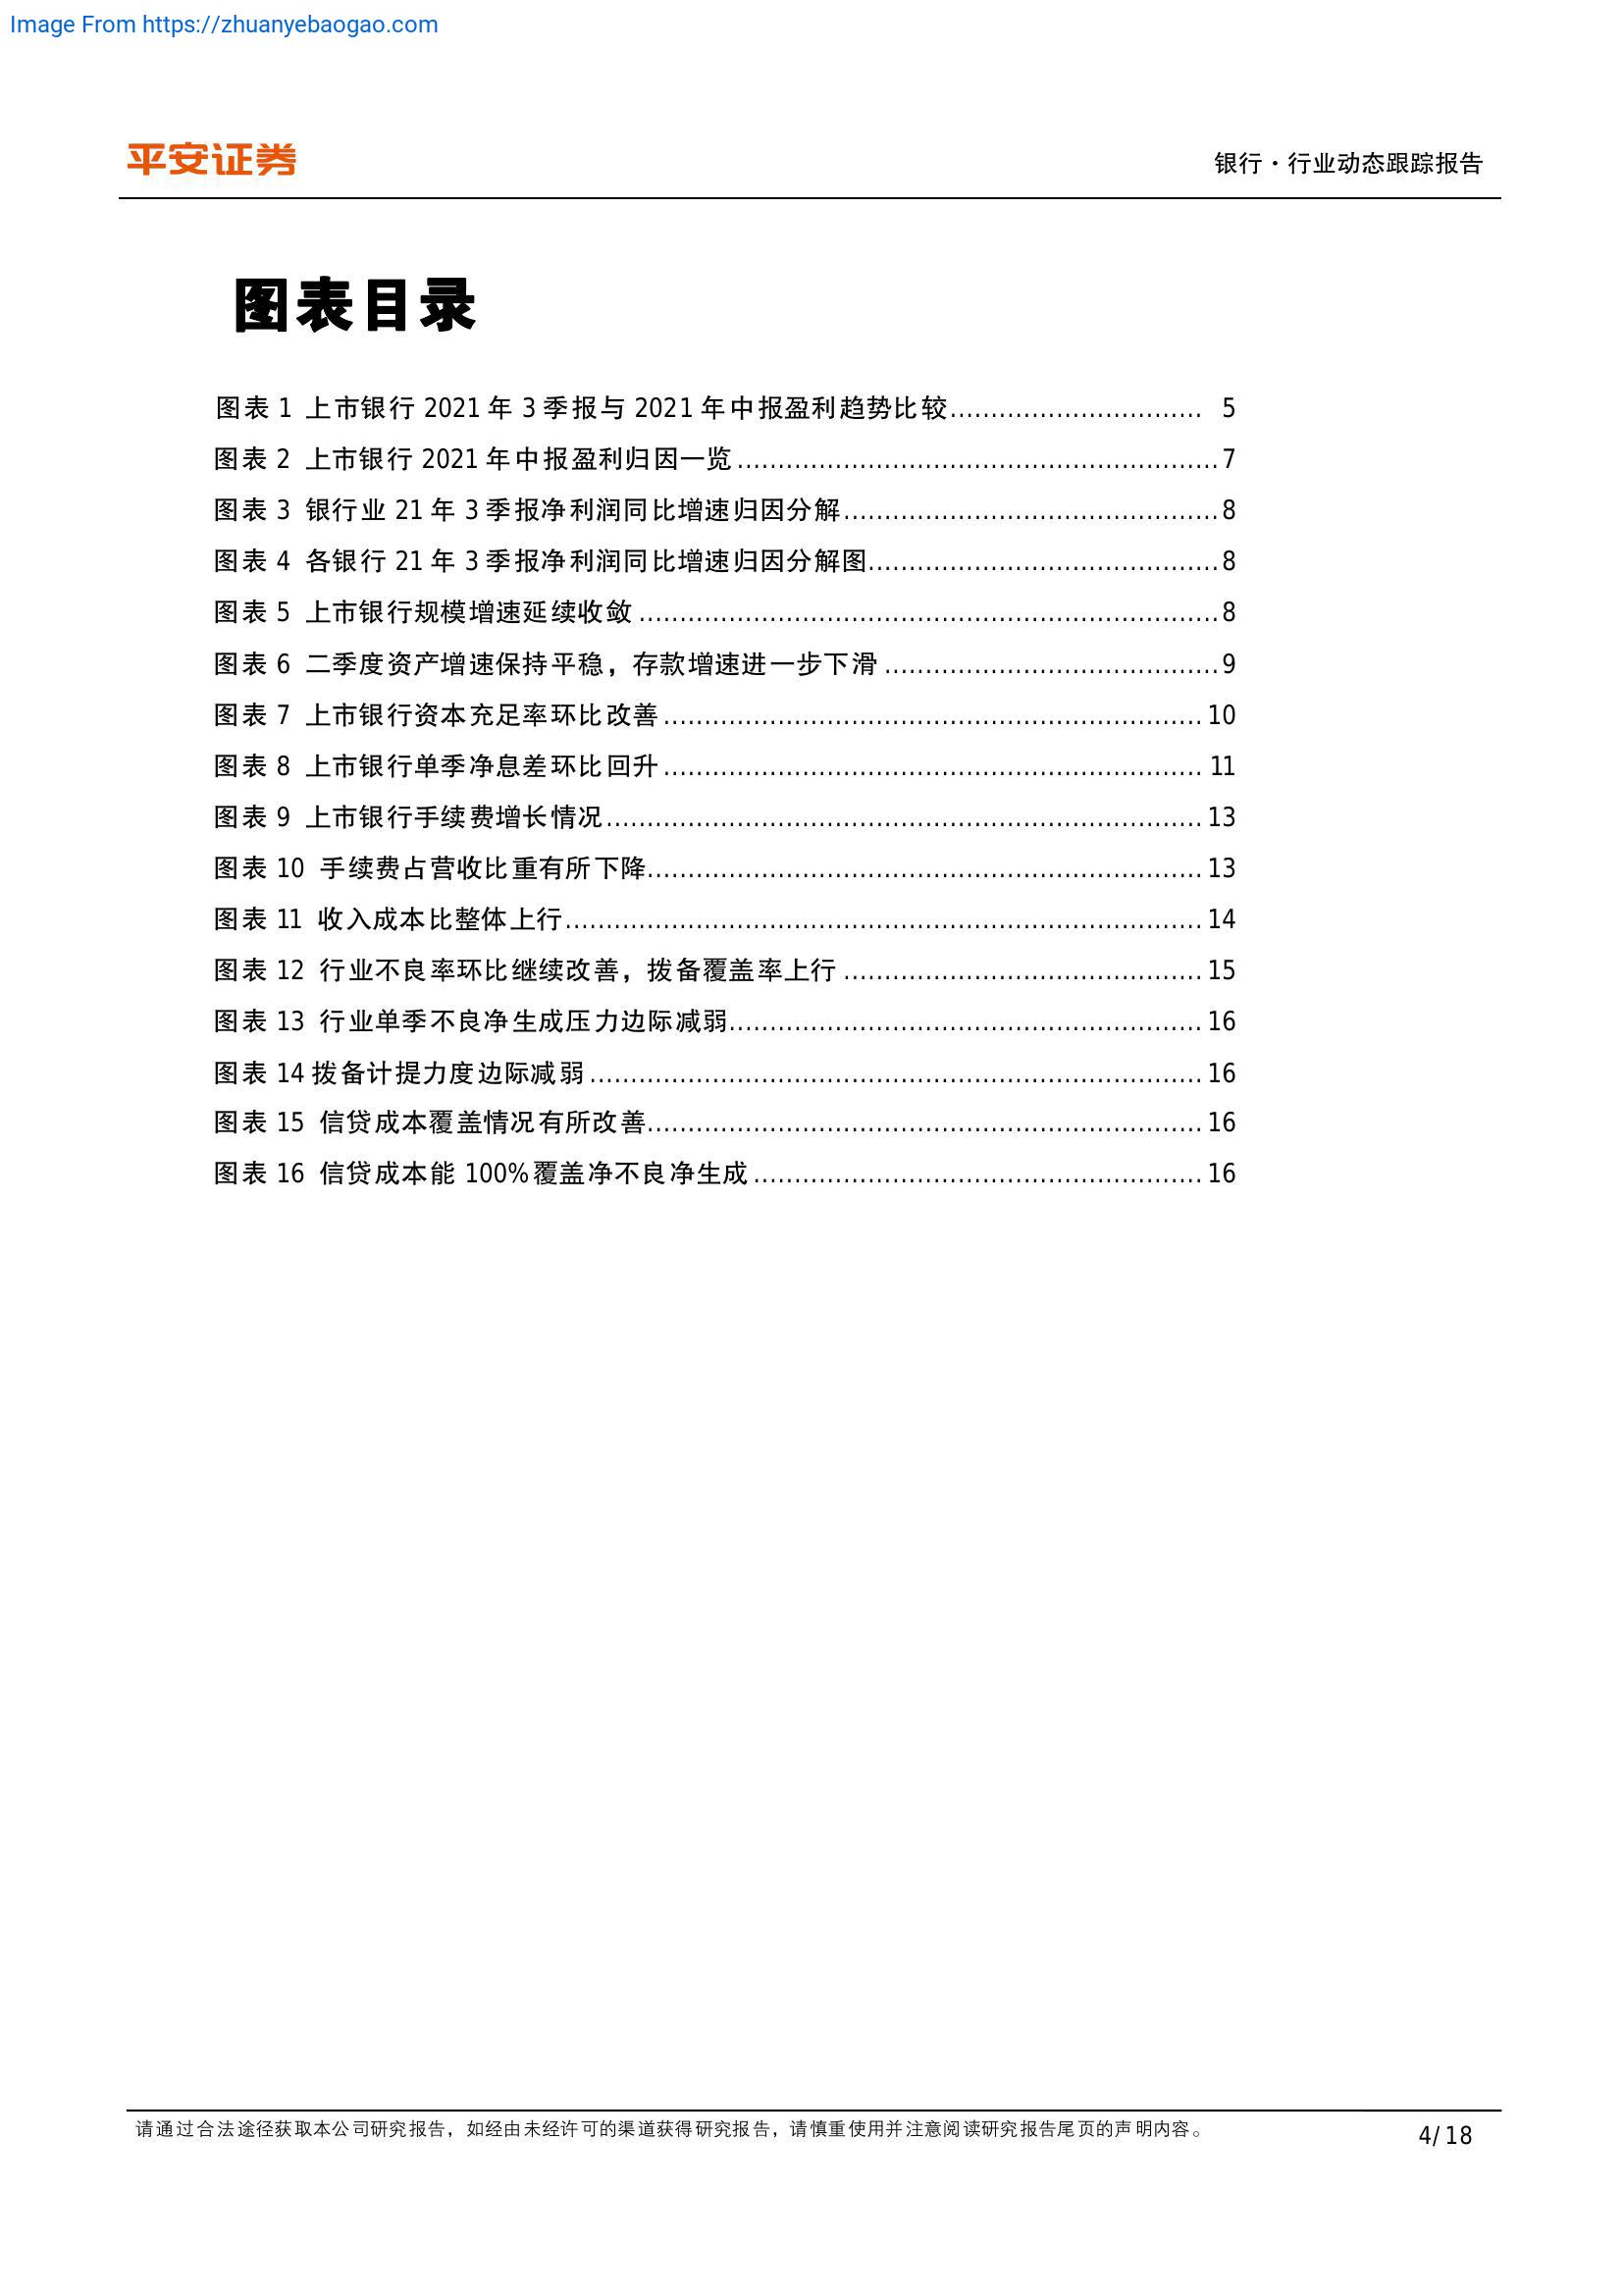 Image From https://zhuanyebaogao.com
平安证券
银行·行业动态跟踪报告
图表目录
图表 1 上市银行 2021 年 3 季报与 2021 年中报盈利趋势比较............................... 5
图表 2 上市银行 2021 年中报盈利归因一览...........................................................7
图表 3 银行业 21 年 3 季报净利润同比增速归因分解..............................................8
图表 4 各银行 21 年 3 季报净利润同比增速归因分解图...........................................8
图表 5 上市银行规模增速延续收敛.......................................................................8
图表 6 二季度资产增速保持平稳，存款增速进一步下滑.........................................9
图表 7 上市银行资本充足率环比改善.................................................................. 10
图表 8 上市银行单季净息差环比回升.................................................................. 11
图表 9 上市银行手续费增长情况......................................................................... 13
图表 10 手续费占营收比重有所下降.................................................................... 13
图表 11 收入成本比整体上行.............................................................................. 14
图表 12 行业不良率环比继续改善，拨备覆盖率上行............................................ 15
图表 13 行业单季不良净生成压力边际减弱.......................................................... 16
图表 14 拨备计提力度边际减弱........................................................................... 16
图表 15 信贷成本覆盖情况有所改善.................................................................... 16
图表 16 信贷成本能 100%覆盖净不良净生成....................................................... 16
请通过合法途径获取本公司研究报告，如经由未经许可的渠道获得研究报告，请慎重使用并注意阅读研究报告尾页的声明内容。
4/ 18